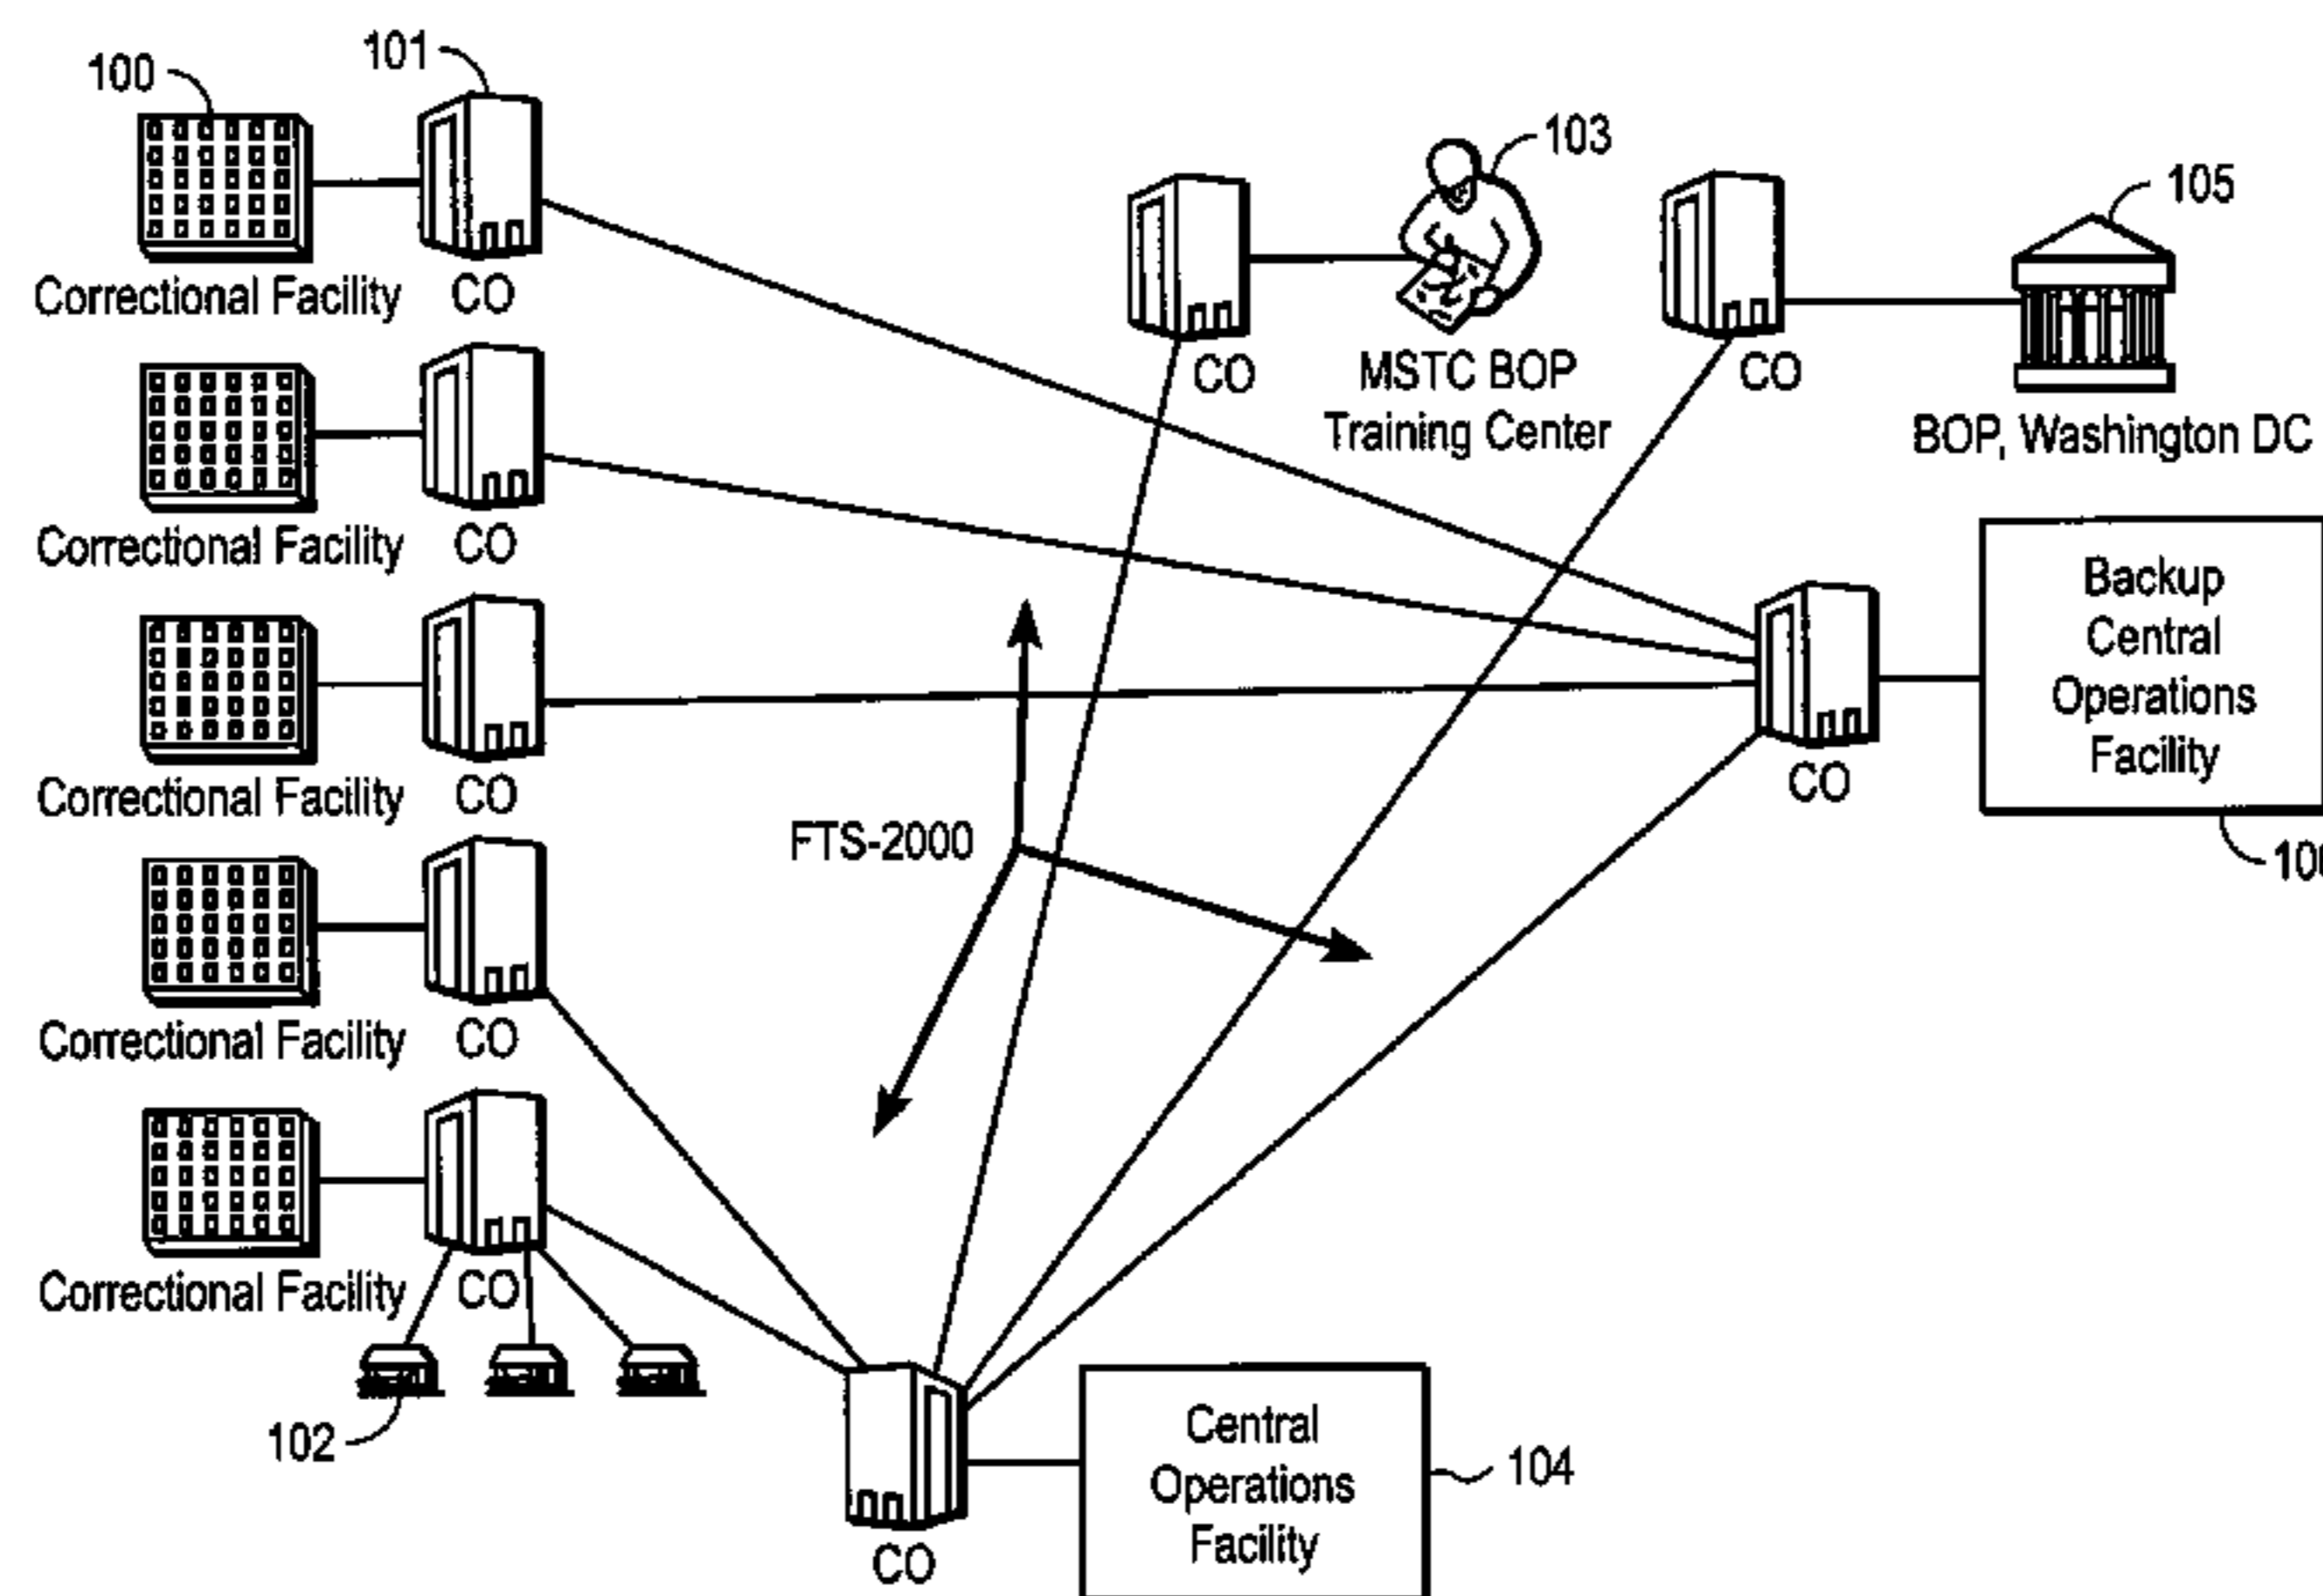 100
101
Correctional Facility
CO
103
MSTC BOP
Training Center
CO
105
BOP, Washington DC
CO
Correctional Facility
CO
Backup
Central
Operations
Facility
CO
Correctional Facility
CO
FTS-2000
Correctional Facility
CO
Correctional Facility
CO
102
Central
Operations
Facility
104
CO